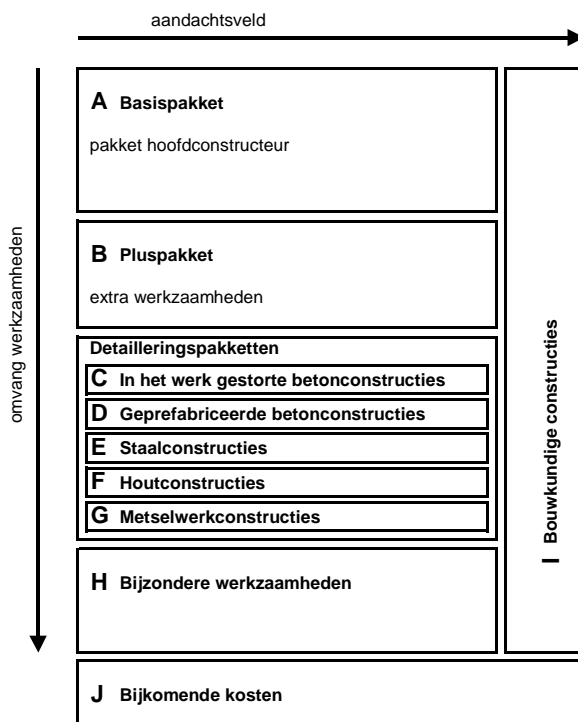 aandachtsveld
omvang werkzaamheden
A Basispakket
pakket hoofdconstructeur
B Pluspakket
extra werkzaamheden
Detailleringspakketten
C In het werk gestorte betonconstructies
D Geprefabriceerde betonconstructies
E Staalconstructies
F Houtconstructies
G Metselwerkconstructies
H Bijzondere werkzaamheden
I Bouwkundige constructies
J Bijkomende kosten